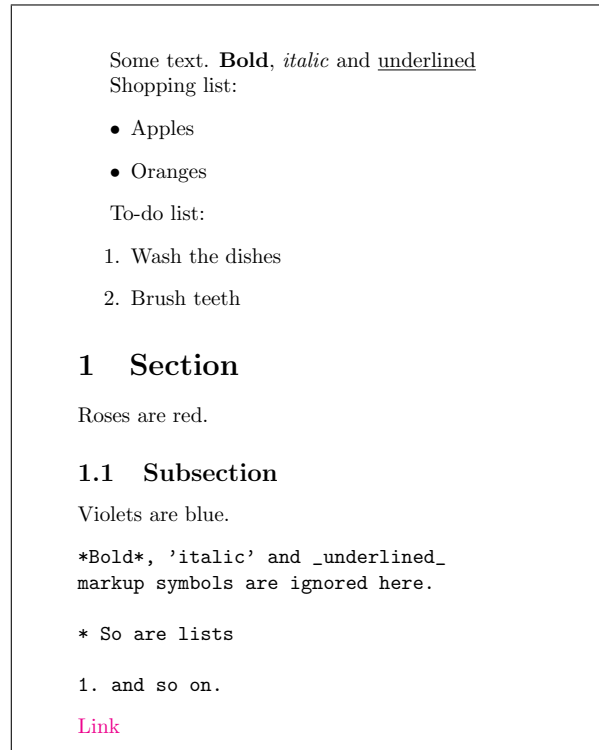 Some text. Bold, italic and underlined
Shopping list:
• Apples
• Oranges
To-do list:
1. Wash the dishes
2. Brush teeth
1 Section
Roses are red.
1.1 Subsection
Violets are blue.
*Bold*, ’italic’ and _underlined_
markup symbols are ignored here.
* So are lists
1. and so on.
Link